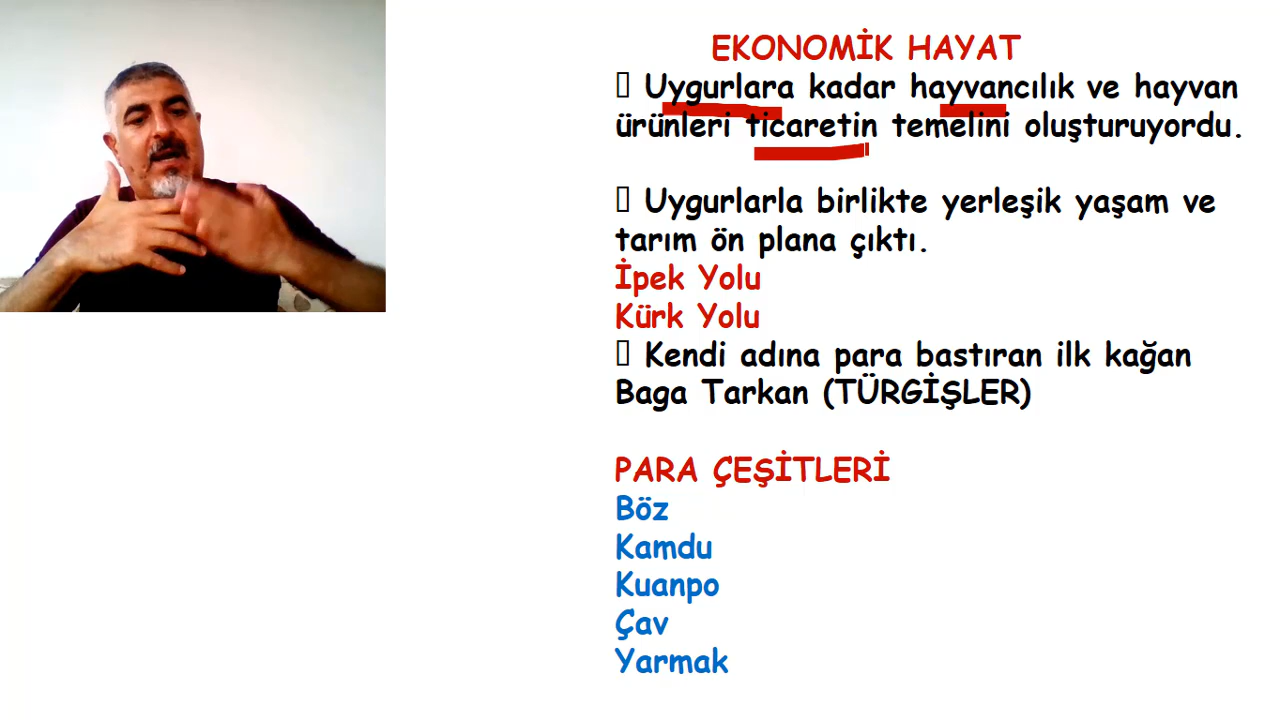 EKONOMİK HAYAT
Uygurlara kadar hayvancılık ve hayvan
ürünleri ticaretin temelini oluşturuyordu.
Uygurlarla birlikte yerleşik yaşam ve
tarım ön plana çıktı.
İpek Yolu
Kürk Yolu
Kendi adına para bastıran ilk kağan
Baga Tarkan (TÜRGİŞLER)
PARA ÇEŞİTLERİ
Böz
Kamdu
Kuanpo
Çav
Yarmak